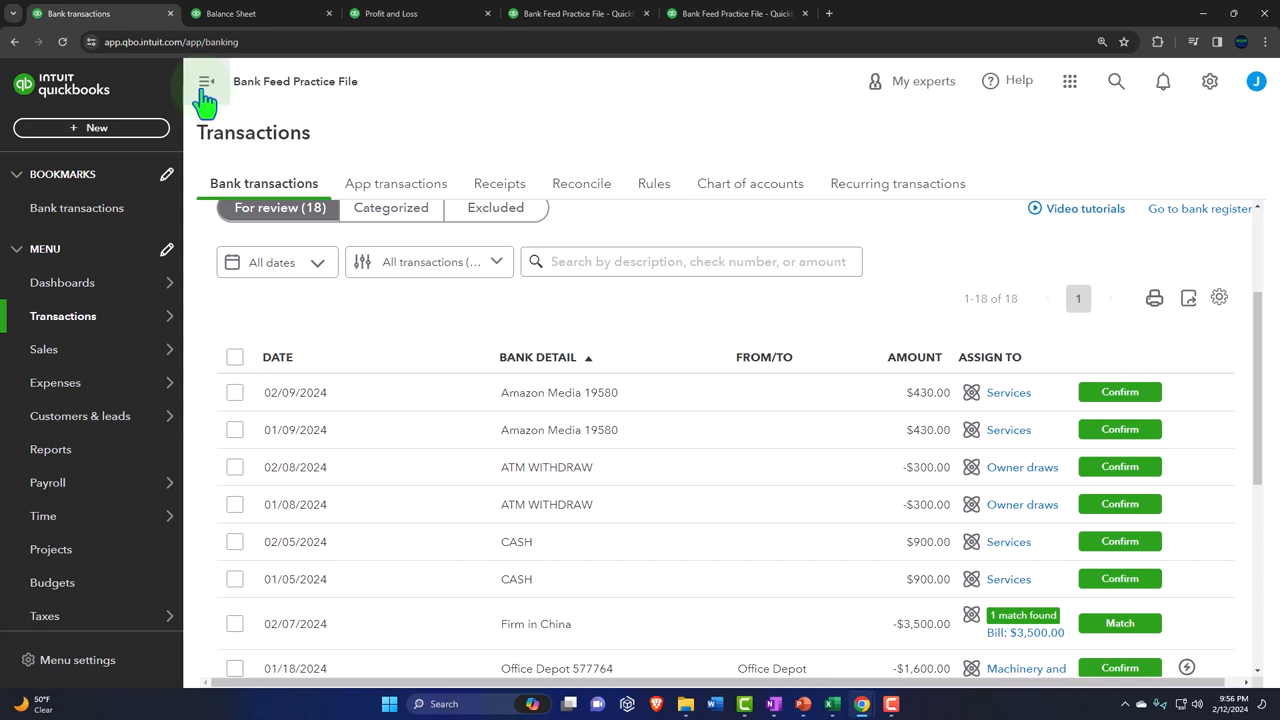 Bank transactions
Balance Sheet
Profit and Loss
Bank Feed Practice File - Quick
Bank Feed Practice File - Quick
app.qbo.intuit.com/app/banking
INTUIT
quickbooks
Bank Feed Practice File
My experts
Help
J
+ New
Transactions
BOOKMARKS
Bank transactions
Bank transactions
App transactions
Receipts
Reconcile
Rules
Chart of accounts
Recurring transactions
For review (18)
Categorized
Excluded
Video tutorials
Go to bank register
MENU
Dashboards
Transactions
Sales
Expenses
Customers & leads
Reports
Payroll
Time
Projects
Budgets
Taxes
Menu settings
All dates
All transactions (...
Search by description, check number, or amount
1-18 of 18
1
DATE BANK DETAIL FROM/TO AMOUNT ASSIGN TO
02/09/2024 Amazon Media 19580 $430.00 Services Confirm
01/09/2024 Amazon Media 19580 $430.00 Services Confirm
02/08/2024 ATM WITHDRAW -$300.00 Owner draws Confirm
01/08/2024 ATM WITHDRAW -$300.00 Owner draws Confirm
02/05/2024 CASH $900.00 Services Confirm
01/05/2024 CASH $900.00 Services Confirm
1 match found
02/07/2024 Firm in China -$3,500.00 Bill: $3,500.00 Match
01/18/2024 Office Depot 577764 Office Depot -$1,600.00 Machinery and Confirm
50°F
Clear
Search
9:56 PM
2/12/2024